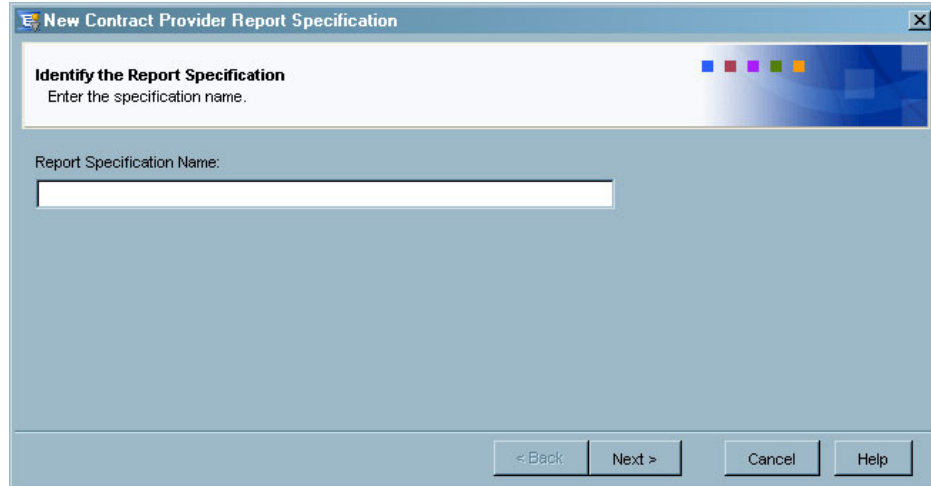 New Contract Provider Report Specification
Identify the Report Specification
Enter the specification name.
Report Specification Name:
< Back Next > Cancel Help